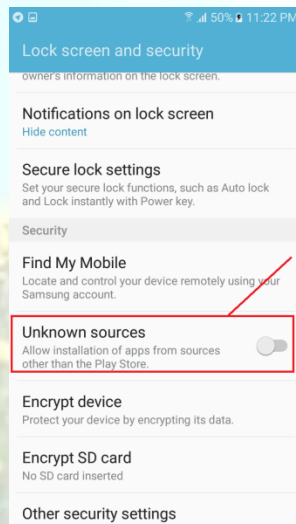 50% 11:22 PM
Lock screen and security
owner's information on the lock screen.
Notifications on lock screen
Hide content
Secure lock settings
Set your secure lock functions, such as Auto lock
and Lock instantly with Power key.
Security
Find My Mobile
Locate and control your device remotely using your
Samsung account.
Unknown sources
Allow installation of apps from sources
other than the Play Store.
Encrypt device
Protect your device by encrypting its data.
Encrypt SD card
No SD card inserted
Other security settings